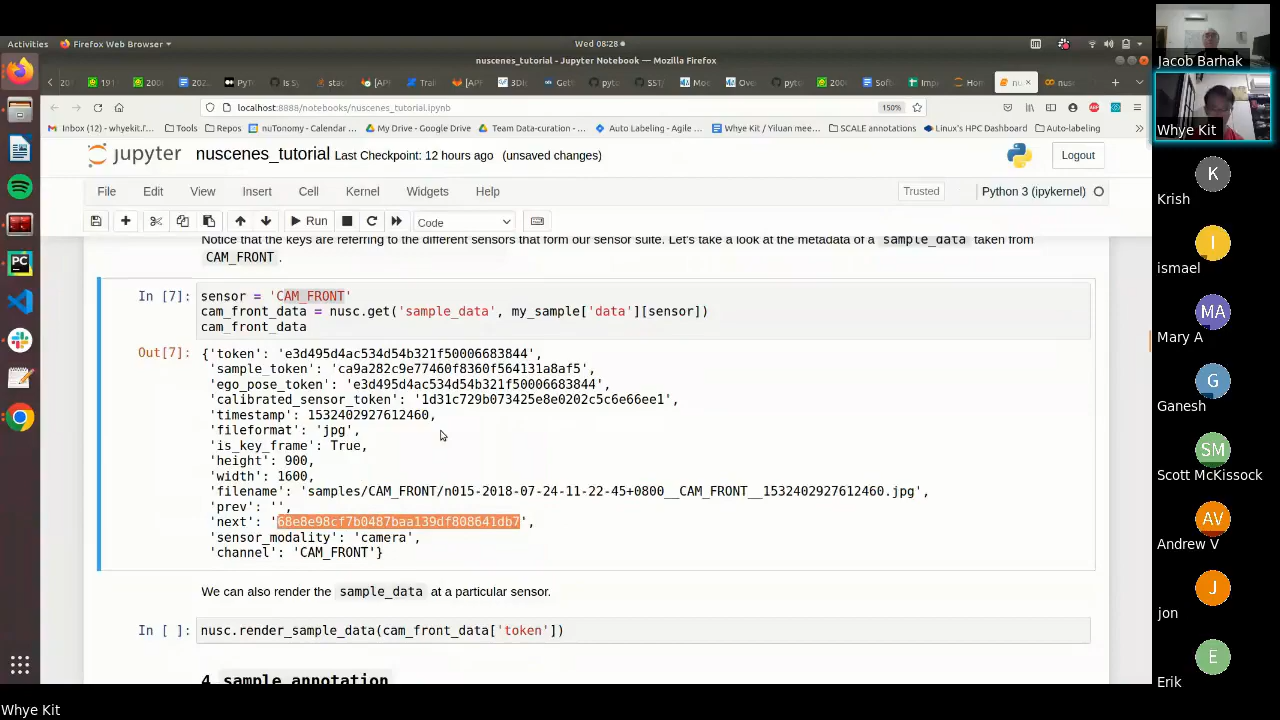 Activities
Firefox Web Browser
Wed 08:28
nuscenes_tutorial — Jupyter Notebook — Mozilla Firefox
localhost:8888/notebooks/nuscenes_tutorial.ipynb
150%
Inbox (12) - whyekit.f… Tools Repos nuTonomy - Calendar … My Drive - Google Drive Team Data-curation - … Auto Labeling - Agile … Whye Kit / Yiluan mee… SCALE annotations Linux's HPC Dashboard Auto-labeling
jupyter nuscenes_tutorial Last Checkpoint: 12 hours ago (unsaved changes)
Logout
File Edit View Insert Cell Kernel Widgets Help
Trusted
Python 3 (ipykernel)
Run
Code
Notice that the keys are referring to the different sensors that form our sensor suite. Let's take a look at the metadata of a sample_data taken from
CAM_FRONT .
In [7]: sensor = 'CAM_FRONT'
cam_front_data = nusc.get('sample_data', my_sample['data'][sensor])
cam_front_data
Out[7]: {'token': 'e3d495d4ac534d54b321f50006683844',
'sample_token': 'ca9a282c9e77460f8360f564131a8af5',
'ego_pose_token': 'e3d495d4ac534d54b321f50006683844',
'calibrated_sensor_token': '1d31c729b073425e8e0202c5c6e66ee1',
'timestamp': 1532402927612460,
'fileformat': 'jpg',
'is_key_frame': True,
'height': 900,
'width': 1600,
'filename': 'samples/CAM_FRONT/n015-2018-07-24-11-22-45+0800__CAM_FRONT__1532402927612460.jpg',
'prev': '',
'next': '68e8e98cf7b0487baa139df808641db7',
'sensor_modality': 'camera',
'channel': 'CAM_FRONT'}
We can also render the sample_data at a particular sensor.
In [ ]: nusc.render_sample_data(cam_front_data['token'])
4. sample_annotation
Jacob Barhak
Whye Kit
K
Krish
I
ismael
MA
Mary A
G
Ganesh
SM
Scott McKissock
AV
Andrew V
J
jon
E
Erik
Whye Kit